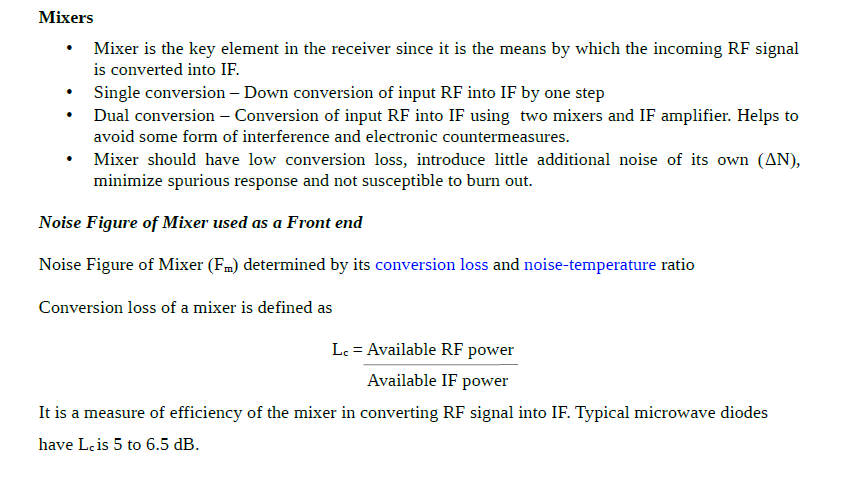 Mixers
• Mixer is the key element in the receiver since it is the means by which the incoming RF signal
is converted into IF.
• Single conversion – Down conversion of input RF into IF by one step
• Dual conversion – Conversion of input RF into IF using  two mixers and IF amplifier. Helps to
avoid some form of interference and electronic countermeasures.
• Mixer should have low conversion loss, introduce little additional noise of its own (ΔN),
minimize spurious response and not susceptible to burn out.
Noise Figure of Mixer used as a Front end
Noise Figure of Mixer (Fm) determined by its conversion loss and noise-temperature ratio
Conversion loss of a mixer is defined as
Lc = Available RF power
Available IF power
It is a measure of efficiency of the mixer in converting RF signal into IF. Typical microwave diodes
have Lc is 5 to 6.5 dB.